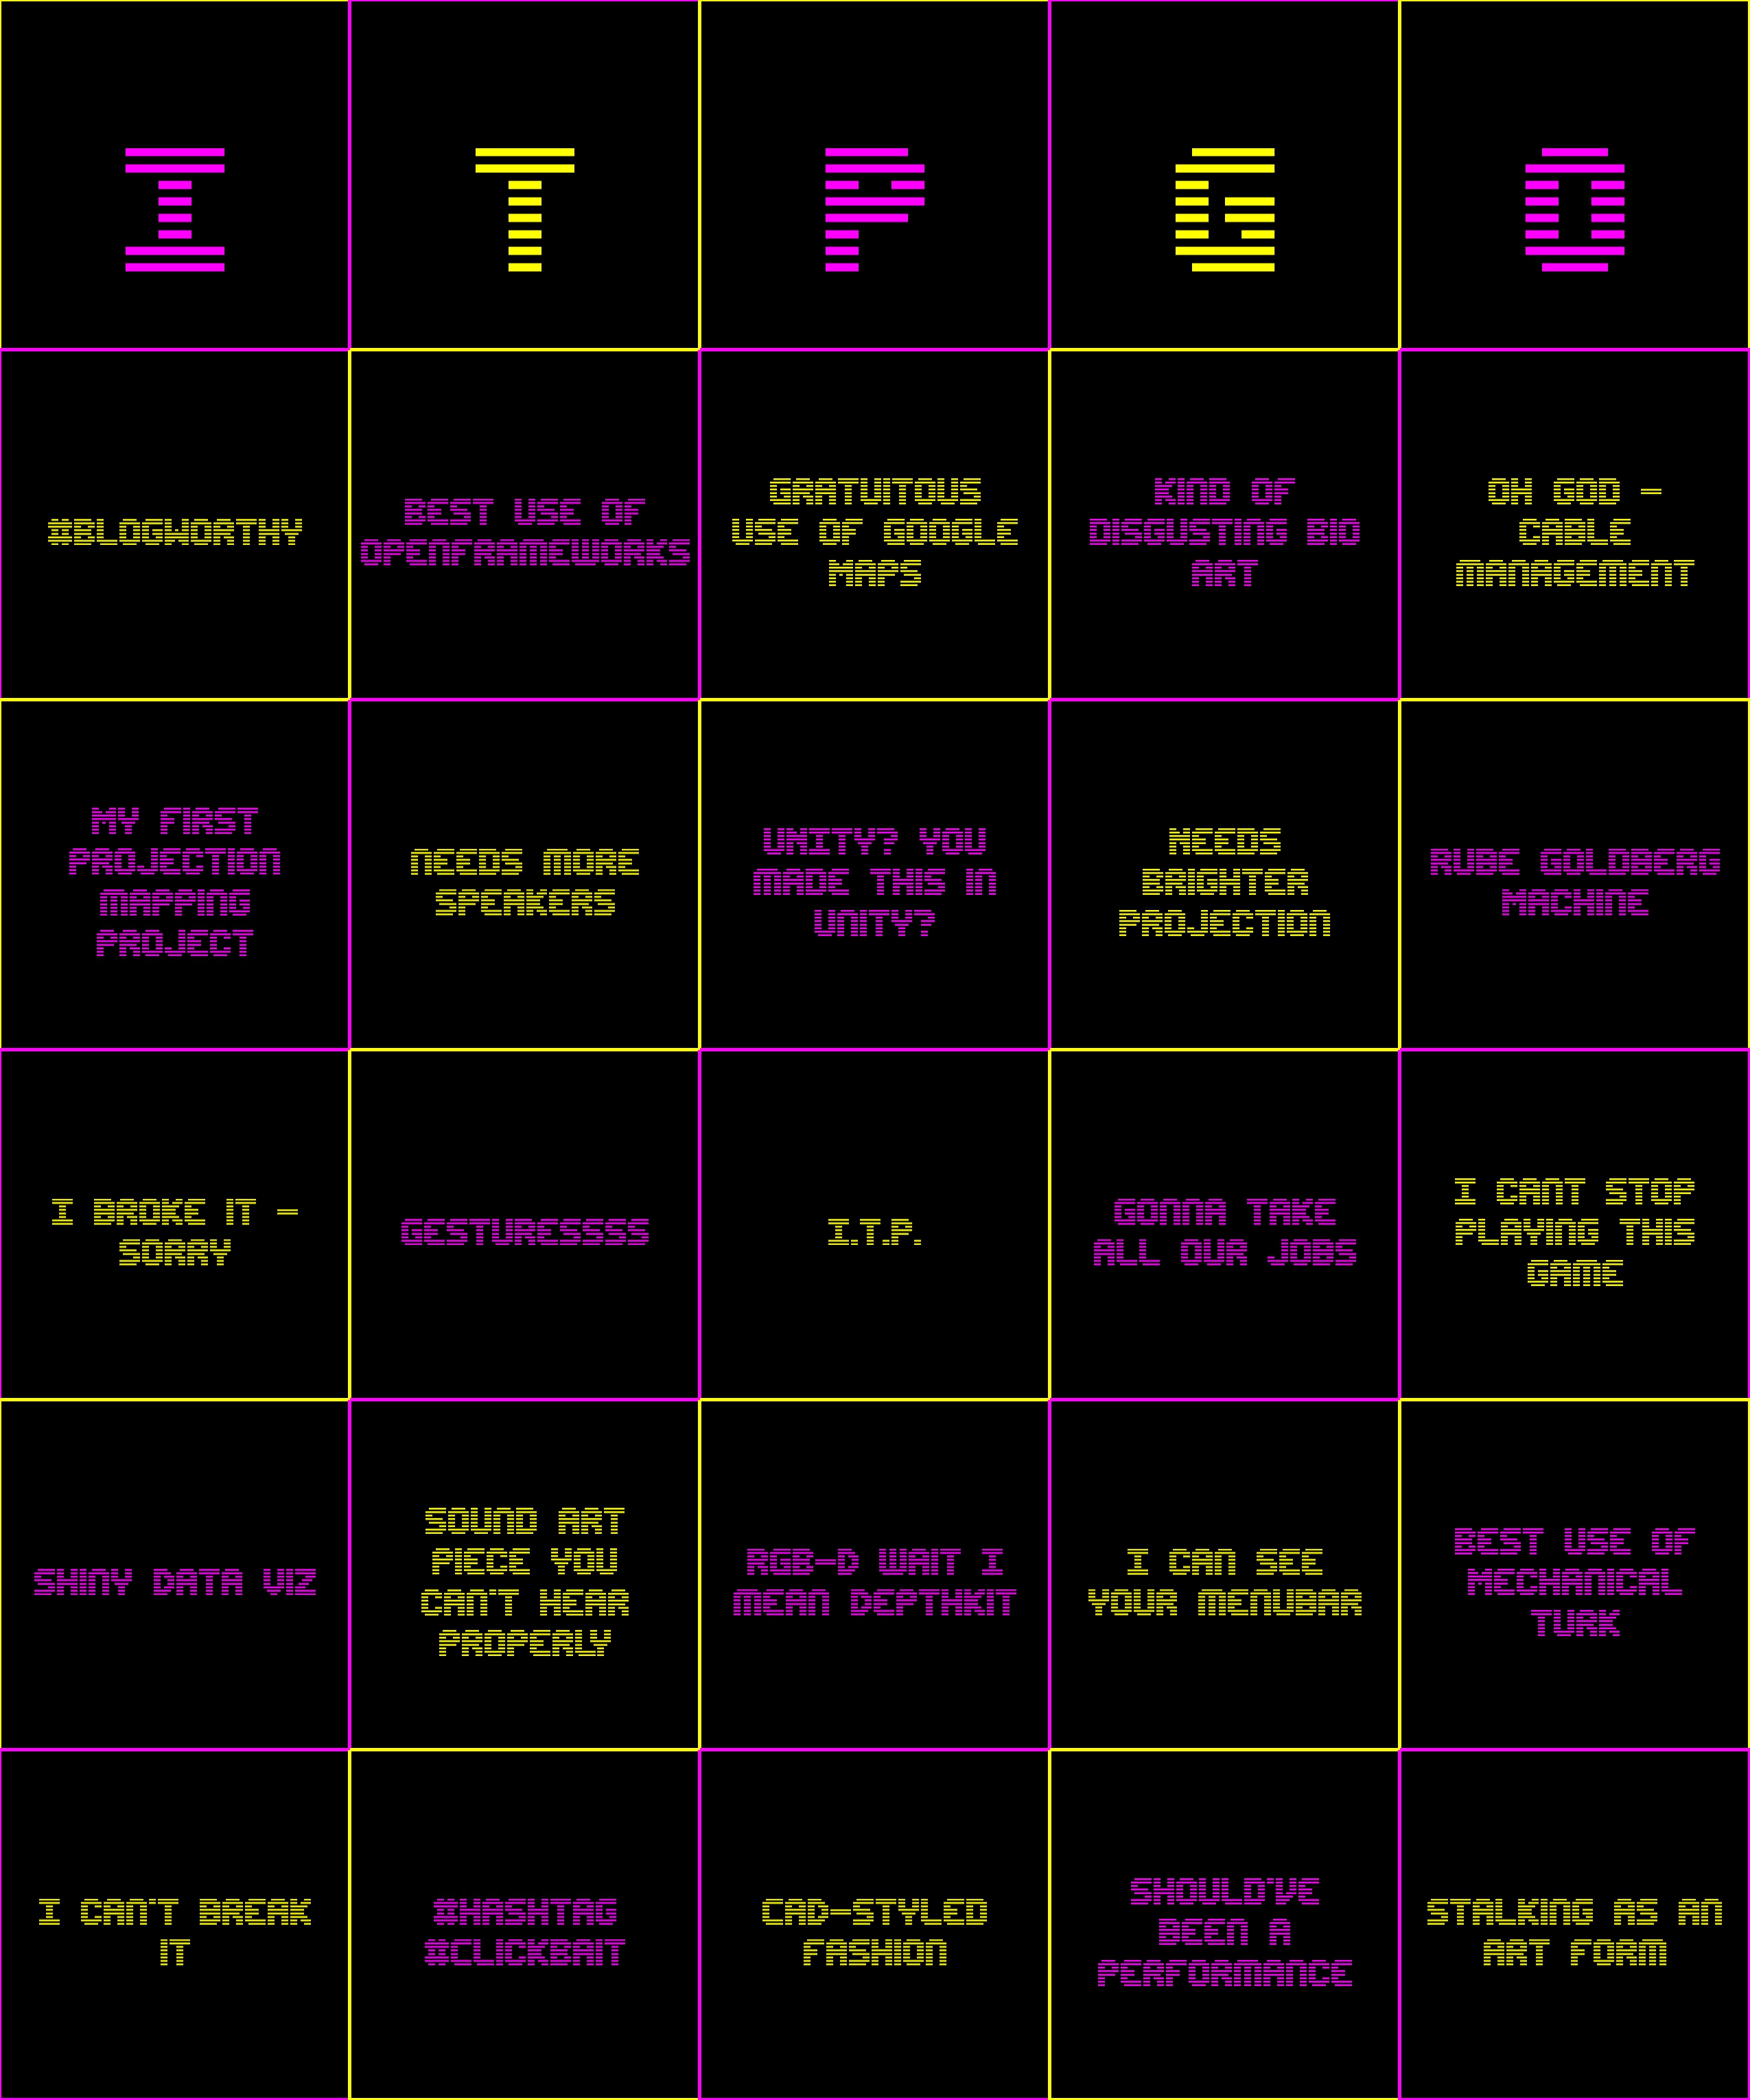 I
T
P
G
O
#BLOGWORTHY
BEST USE OF
OPENFRAMEWORKS
GRATUITOUS
USE OF GOOGLE
MAPS
KIND OF
DISGUSTING BIO
ART
OH GOD -
CABLE
MANAGEMENT
MY FIRST
PROJECTION
MAPPING
PROJECT
NEEDS MORE
SPEAKERS
UNITY? YOU
MADE THIS IN
UNITY?
NEEDS
BRIGHTER
PROJECTION
RUBE GOLDBERG
MACHINE
I BROKE IT -
SORRY
GESTURESSSS
I.T.P.
GONNA TAKE
ALL OUR JOBS
I CANT STOP
PLAYING THIS
GAME
SHINY DATA VIZ
SOUND ART
PIECE YOU
CAN'T HEAR
PROPERLY
RGB-D WAIT I
MEAN DEPTHKIT
I CAN SEE
YOUR MENUBAR
BEST USE OF
MECHANICAL
TURK
I CAN'T BREAK
IT
#HASHTAG
#CLICKBAIT
CAD-STYLED
FASHION
SHOULD'VE
BEEN A
PERFORMANCE
STALKING AS AN
ART FORM